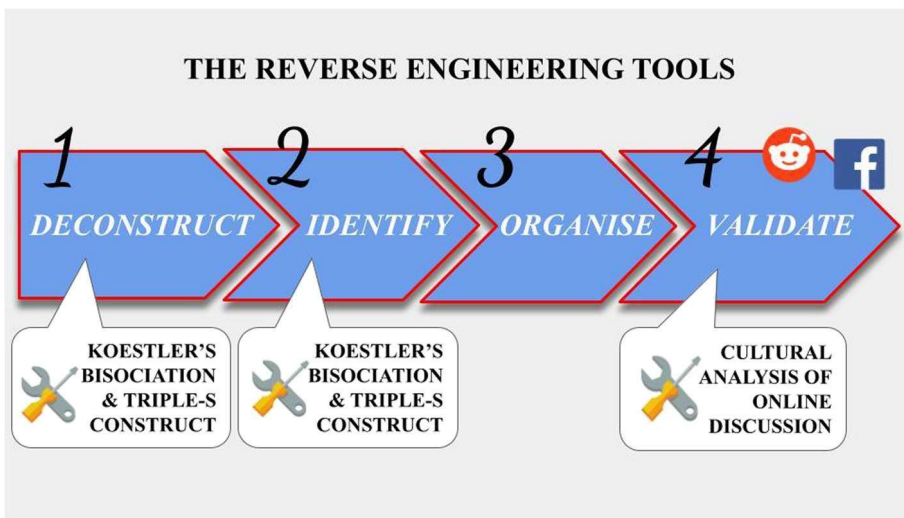 THE REVERSE ENGINEERING TOOLS
1
2
3
4
DECONSTRUCT
IDENTIFY
ORGANISE
VALIDATE
KOESTLER'S
BISOCIATION
& TRIPLE-S
CONSTRUCT
KOESTLER'S
BISOCIATION
& TRIPLE-S
CONSTRUCT
CULTURAL
ANALYSIS OF
ONLINE
DISCUSSION